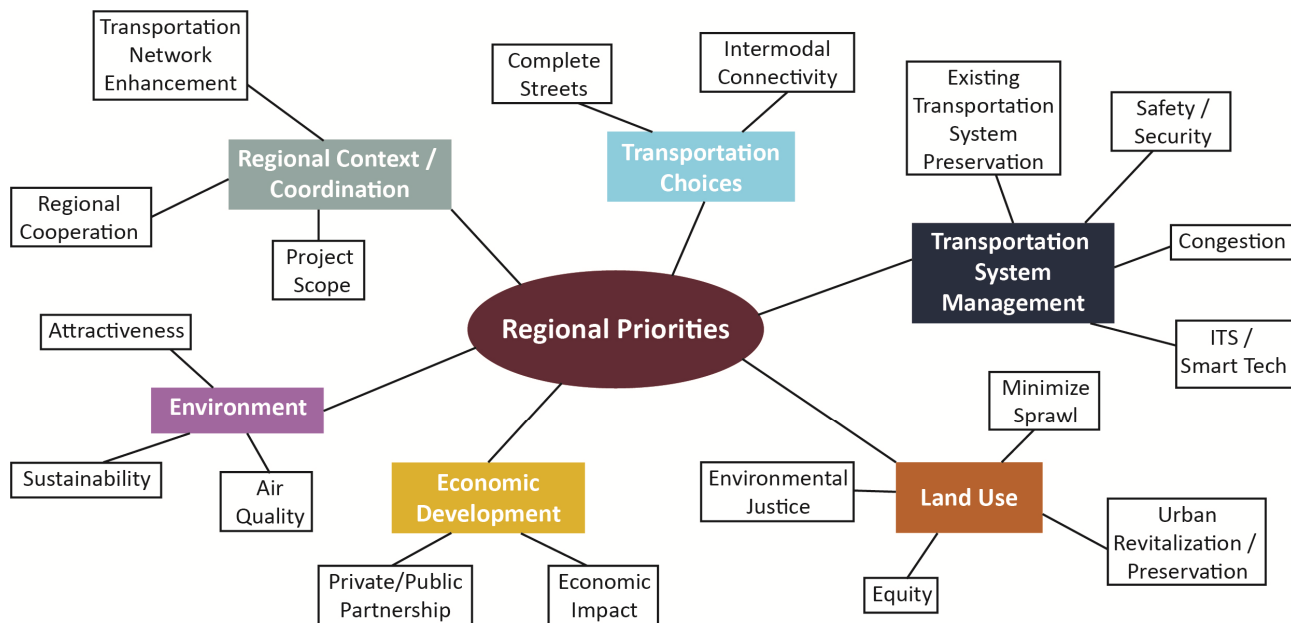 Transportation
Network
Enhancement
Regional Context /
Coordination
Regional
Cooperation
Project
Scope
Complete
Streets
Intermodal
Connectivity
Transportation
Choices
Existing
Transportation
System
Preservation
Safety /
Security
Transportation
System
Management
Congestion
ITS /
Smart Tech
Regional Priorities
Attractiveness
Environment
Sustainability
Air
Quality
Economic
Development
Private/Public
Partnership
Economic
Impact
Minimize
Sprawl
Environmental
Justice
Land Use
Equity
Urban
Revitalization /
Preservation